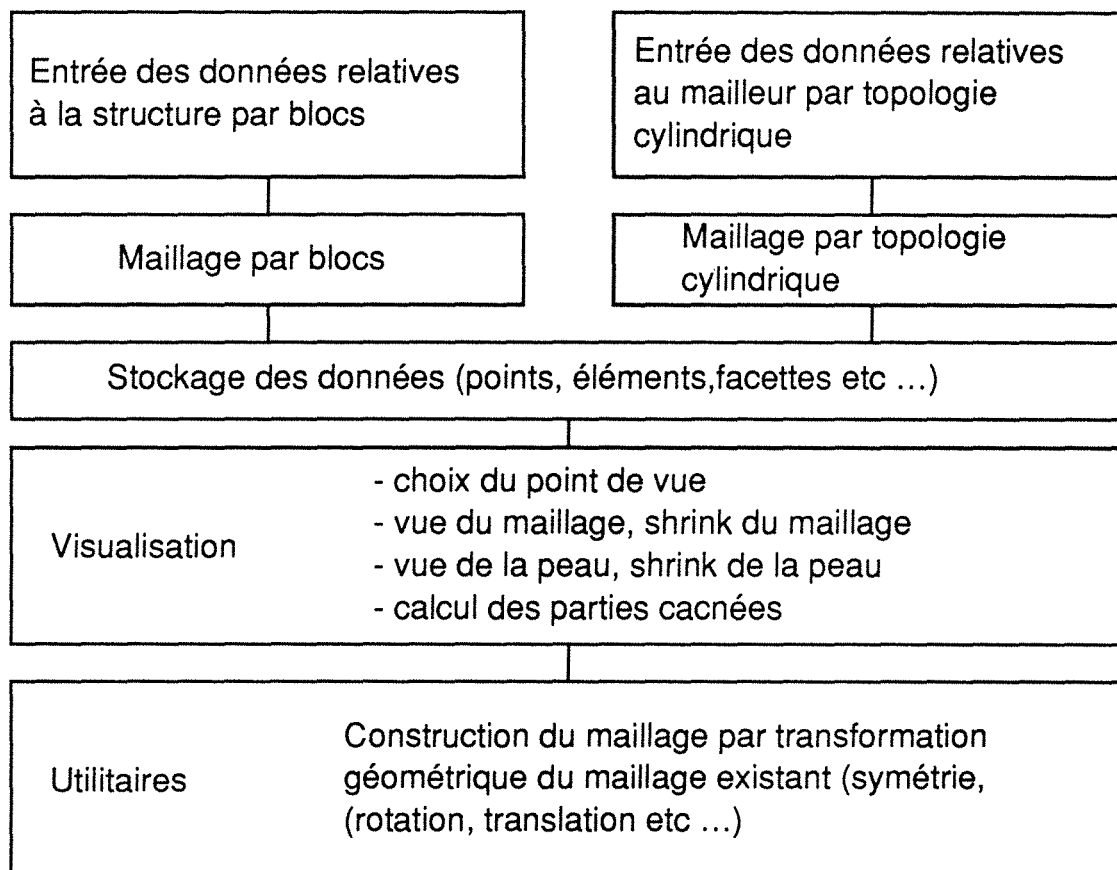 Entrée des données relatives
à la structure par blocs
Entrée des données relatives
au mailleur par topologie
cylindrique
Maillage par blocs
Maillage par topologie
cylindrique
Stockage des données (points, éléments,facettes etc ...)
Visualisation
- choix du point de vue
- vue du maillage, shrink du maillage
- vue de la peau, shrink de la peau
- calcul des parties cacnées
Utilitaires
Construction du maillage par transformation
géométrique du maillage existant (symétrie,
(rotation, translation etc ...)